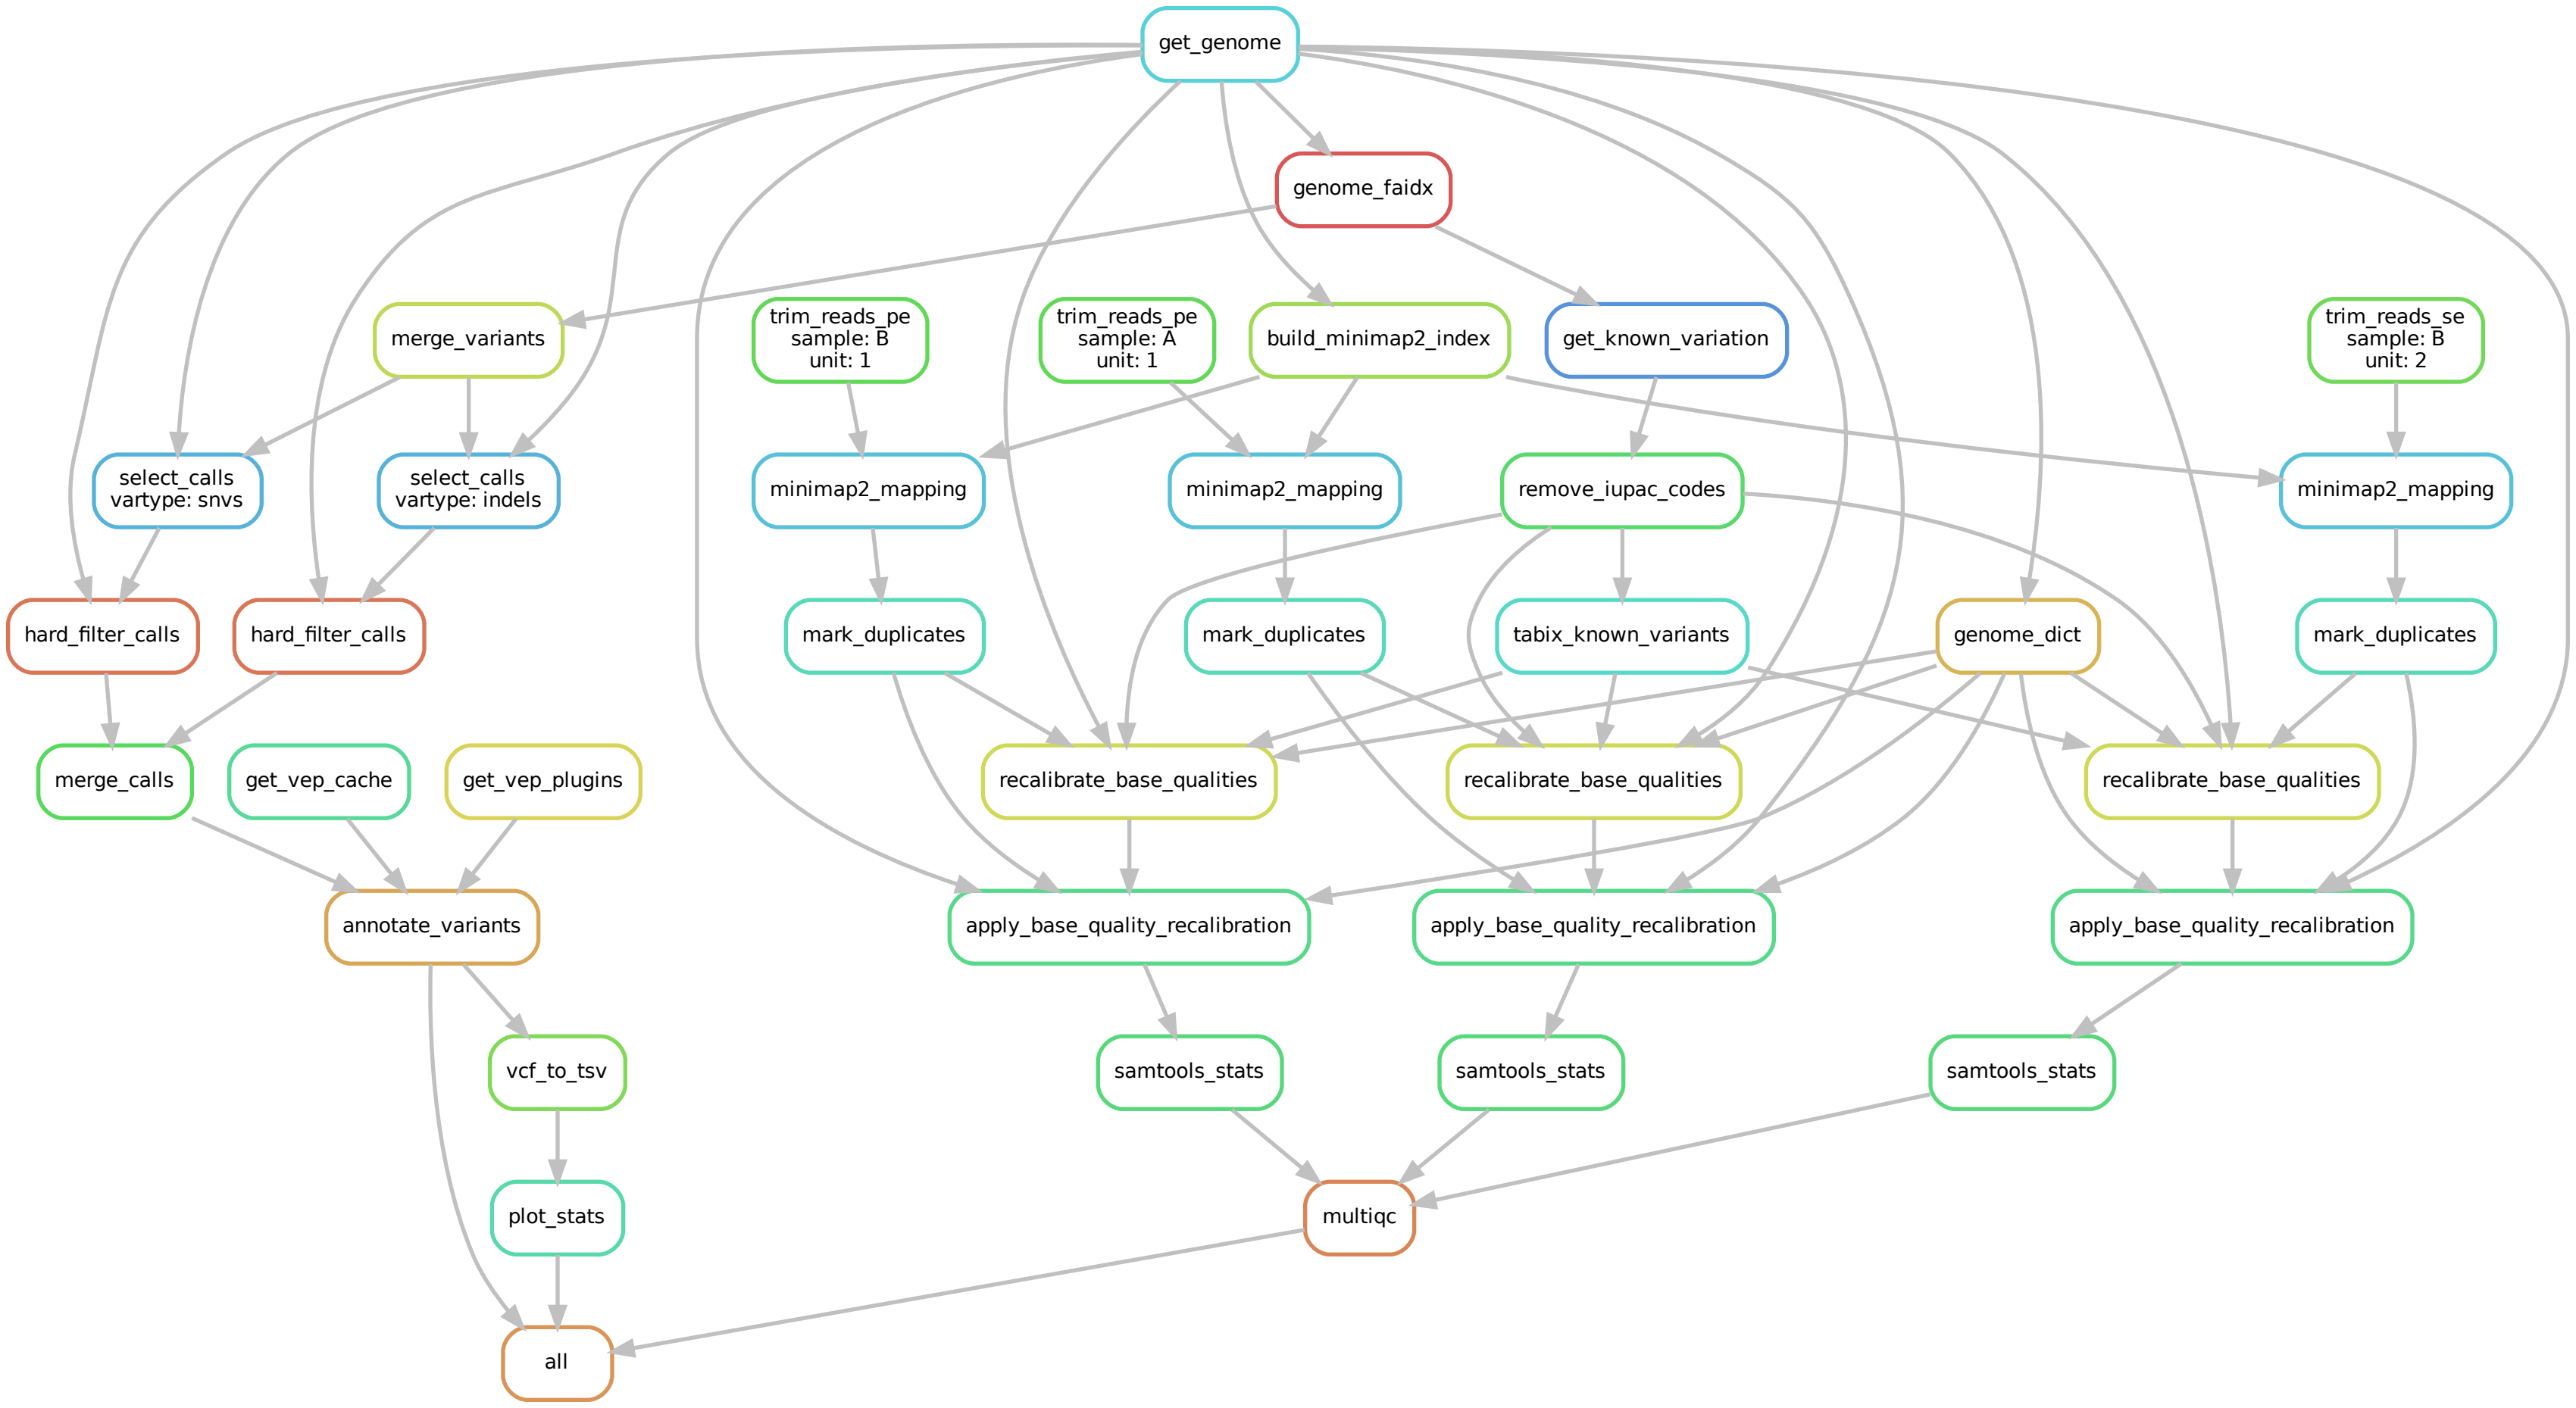 get_genome
genome_faidx
merge_variants
trim_reads_pe
sample: B
unit: 1
trim_reads_pe
sample: A
unit: 1
build_minimap2_index
get_known_variation
trim_reads_se
sample: B
unit: 2
select_calls
vartype: snvs
select_calls
vartype: indels
minimap2_mapping
minimap2_mapping
remove_iupac_codes
minimap2_mapping
hard_filter_calls
hard_filter_calls
mark_duplicates
mark_duplicates
tabix_known_variants
genome_dict
mark_duplicates
merge_calls
get_vep_cache
get_vep_plugins
recalibrate_base_qualities
recalibrate_base_qualities
recalibrate_base_qualities
annotate_variants
apply_base_quality_recalibration
apply_base_quality_recalibration
apply_base_quality_recalibration
vcf_to_tsv
samtools_stats
samtools_stats
samtools_stats
plot_stats
multiqc
all